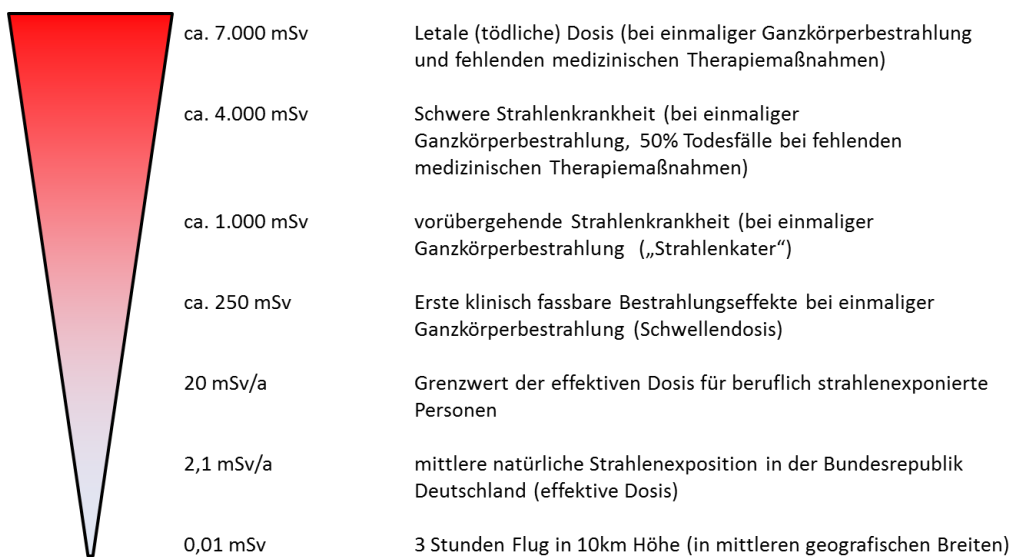 ca. 7.000 mSv Letale (tödliche) Dosis (bei einmaliger Ganzkörperbestrahlung
und fehlenden medizinischen Therapiemaßnahmen)
ca. 4.000 mSv Schwere Strahlenkrankheit (bei einmaliger
Ganzkörperbestrahlung, 50% Todesfälle bei fehlenden
medizinischen Therapiemaßnahmen)
ca. 1.000 mSv vorübergehende Strahlenkrankheit (bei einmaliger
Ganzkörperbestrahlung („Strahlenkater“)
ca. 250 mSv Erste klinisch fassbare Bestrahlungseffekte bei einmaliger
Ganzkörperbestrahlung (Schwellendosis)
20 mSv/a Grenzwert der effektiven Dosis für beruflich strahlenexponierte
Personen
2,1 mSv/a mittlere natürliche Strahlenexposition in der Bundesrepublik
Deutschland (effektive Dosis)
0,01 mSv 3 Stunden Flug in 10km Höhe (in mittleren geografischen Breiten)